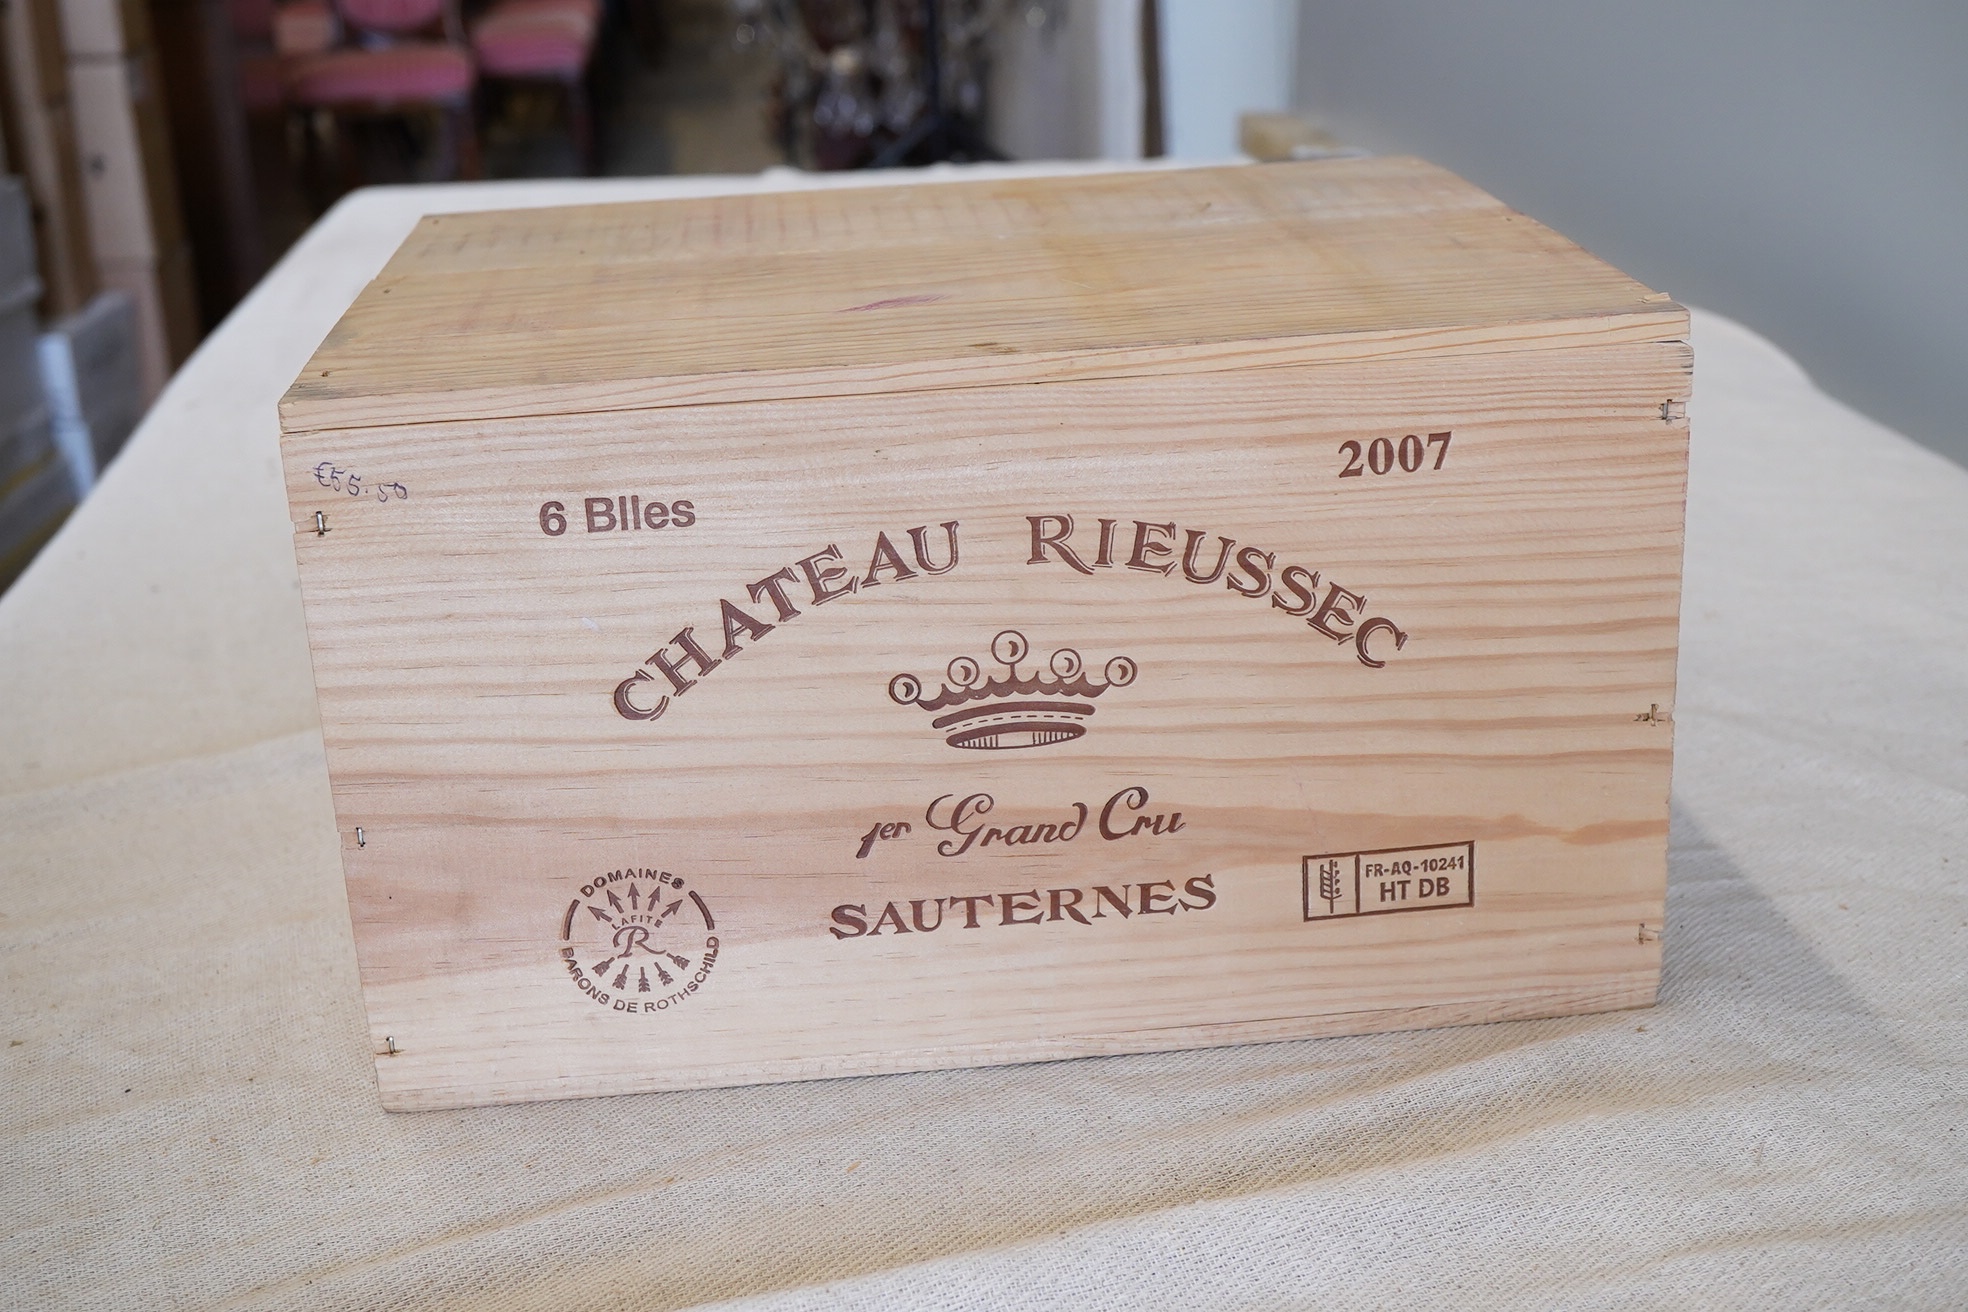 2007
€55.50
6 Blles
CHATEAU RIEUSSEC
1er Grand Cru
SAUTERNES
DOMAINES
LAFITE
R
BARONS DE ROTHSCHILD
FR-AQ-10241
HT DB